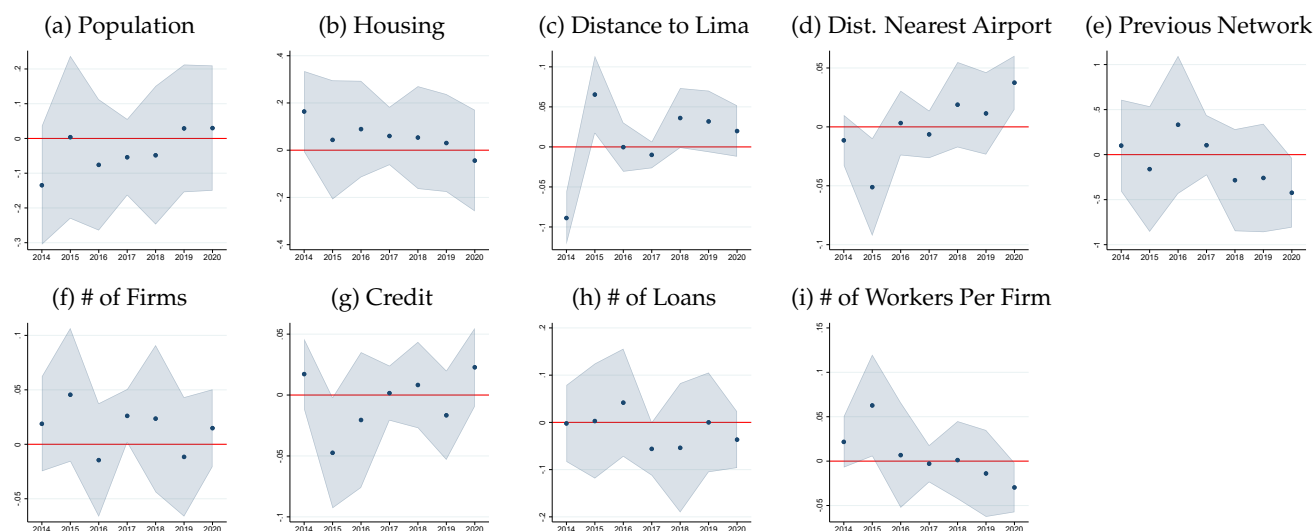 (a) Population
(b) Housing
(c) Distance to Lima
(d) Dist. Nearest Airport
(e) Previous Network
.2
.1
0
-.1
-.2
-.3
2014 2015 2016 2017 2018 2019 2020
.4
.2
0
-.2
-.4
2014 2015 2016 2017 2018 2019 2020
.1
.05
0
-.05
-.1
2014 2015 2016 2017 2018 2019 2020
.05
0
-.05
-.1
2014 2015 2016 2017 2018 2019 2020
1
.5
0
-.5
-1
2014 2015 2016 2017 2018 2019 2020
(f) # of Firms
(g) Credit
(h) # of Loans
(i) # of Workers Per Firm
.1
.05
0
-.05
2014 2015 2016 2017 2018 2019 2020
.05
0
-.05
-.1
2014 2015 2016 2017 2018 2019 2020
.2
.1
0
-.1
-.2
2014 2015 2016 2017 2018 2019 2020
.15
.1
.05
0
-.05
2014 2015 2016 2017 2018 2019 2020